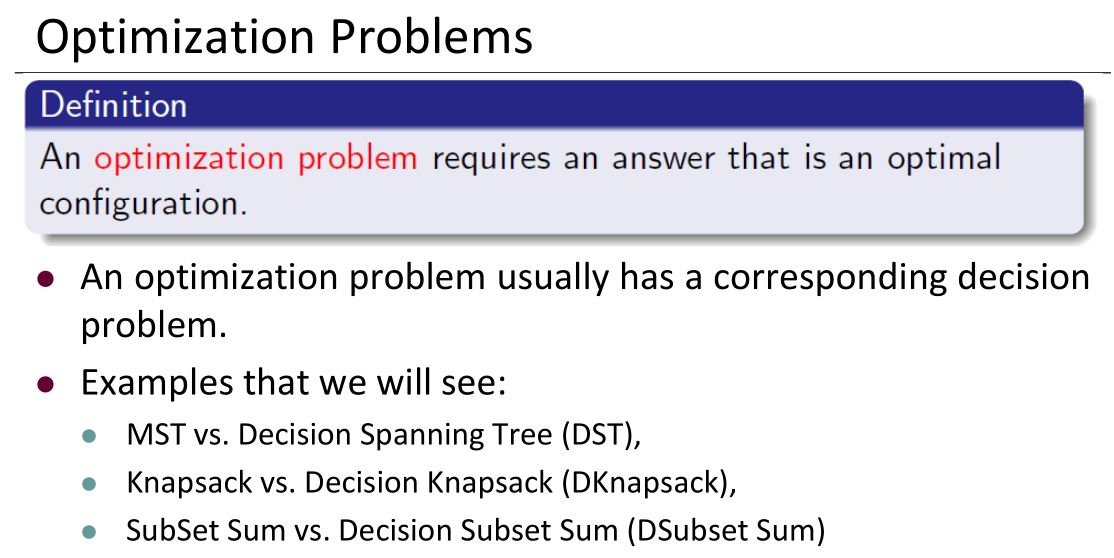 Optimization Problems
Definition
An optimization problem requires an answer that is an optimal
configuration.
● An optimization problem usually has a corresponding decision
problem.
● Examples that we will see:
● MST vs. Decision Spanning Tree (DST),
● Knapsack vs. Decision Knapsack (DKnapsack),
● SubSet Sum vs. Decision Subset Sum (DSubset Sum)